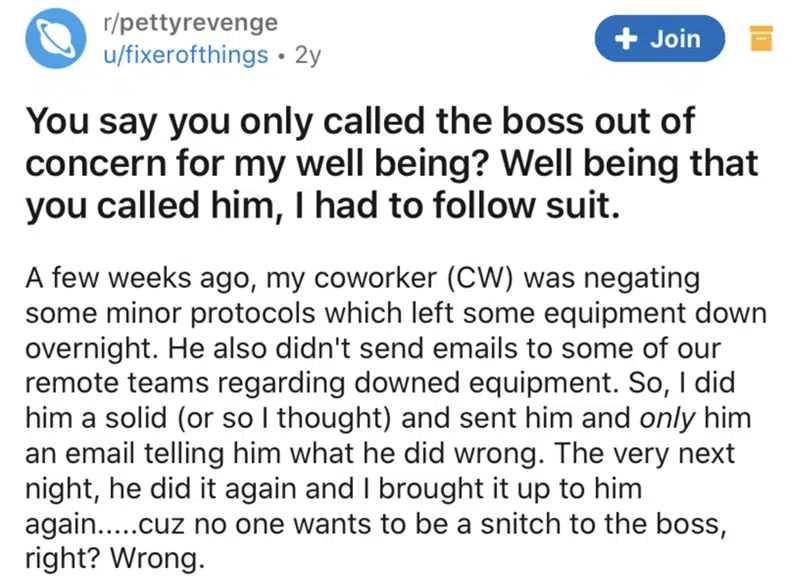 r/pettyrevenge
u/fixerofthings • 2y
+ Join
You say you only called the boss out of
concern for my well being? Well being that
you called him, I had to follow suit.
A few weeks ago, my coworker (CW) was negating
some minor protocols which left some equipment down
overnight. He also didn't send emails to some of our
remote teams regarding downed equipment. So, I did
him a solid (or so I thought) and sent him and only him
an email telling him what he did wrong. The very next
night, he did it again and I brought it up to him
again.....cuz no one wants to be a snitch to the boss,
right? Wrong.